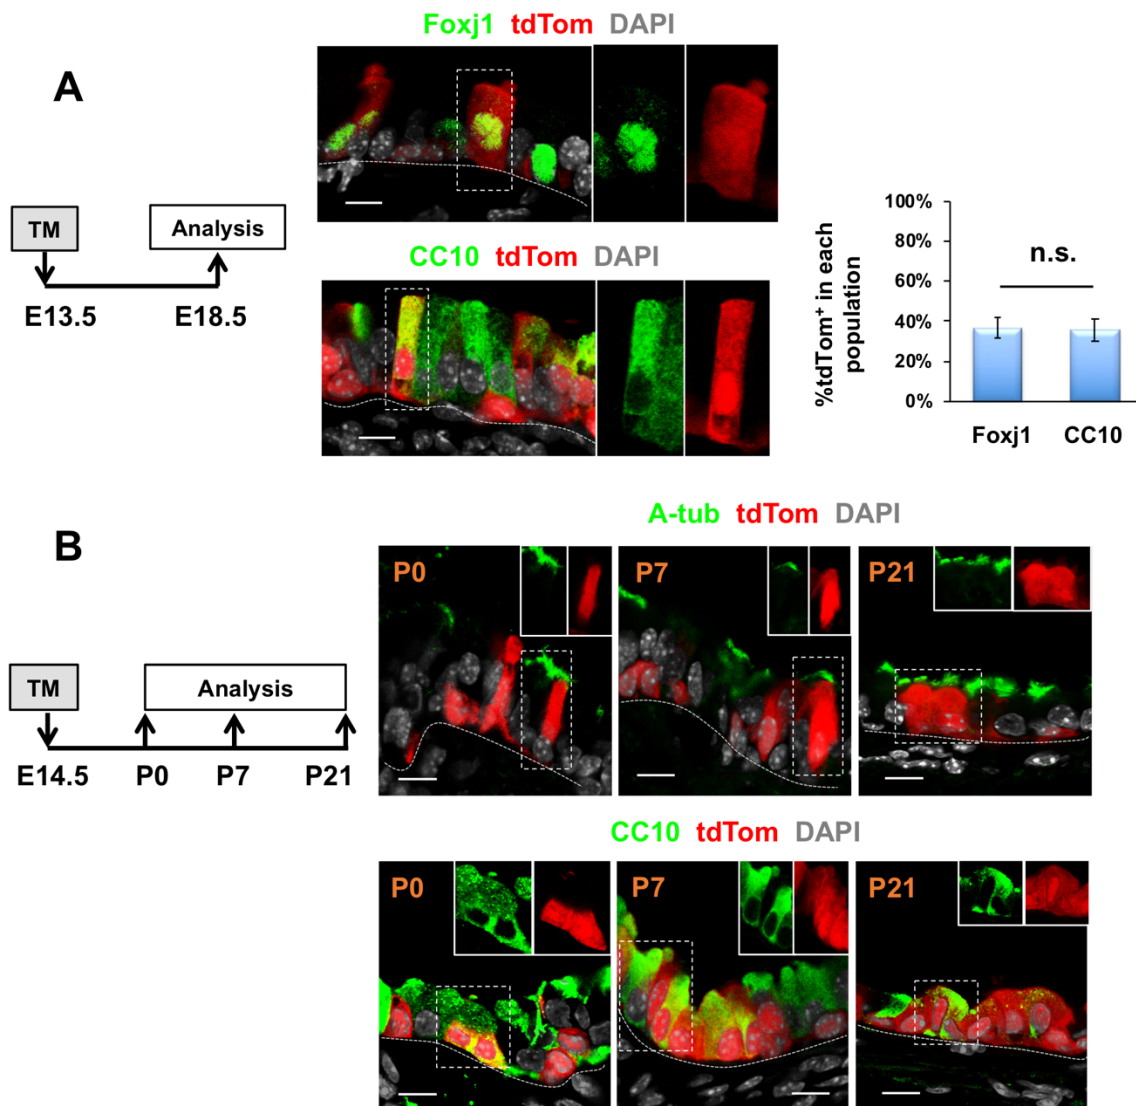 A
Foxj1 tdTom DAPI
TM
Analysis
E13.5
E18.5
CC10 tdTom DAPI
%tdTom⁺ in each
population
100%
80%
60%
40%
20%
0%
n.s.
Foxj1
CC10
B
A-tub tdTom DAPI
TM
Analysis
E14.5
P0
P7
P21
P0
P7
P21
CC10 tdTom DAPI
P0
P7
P21